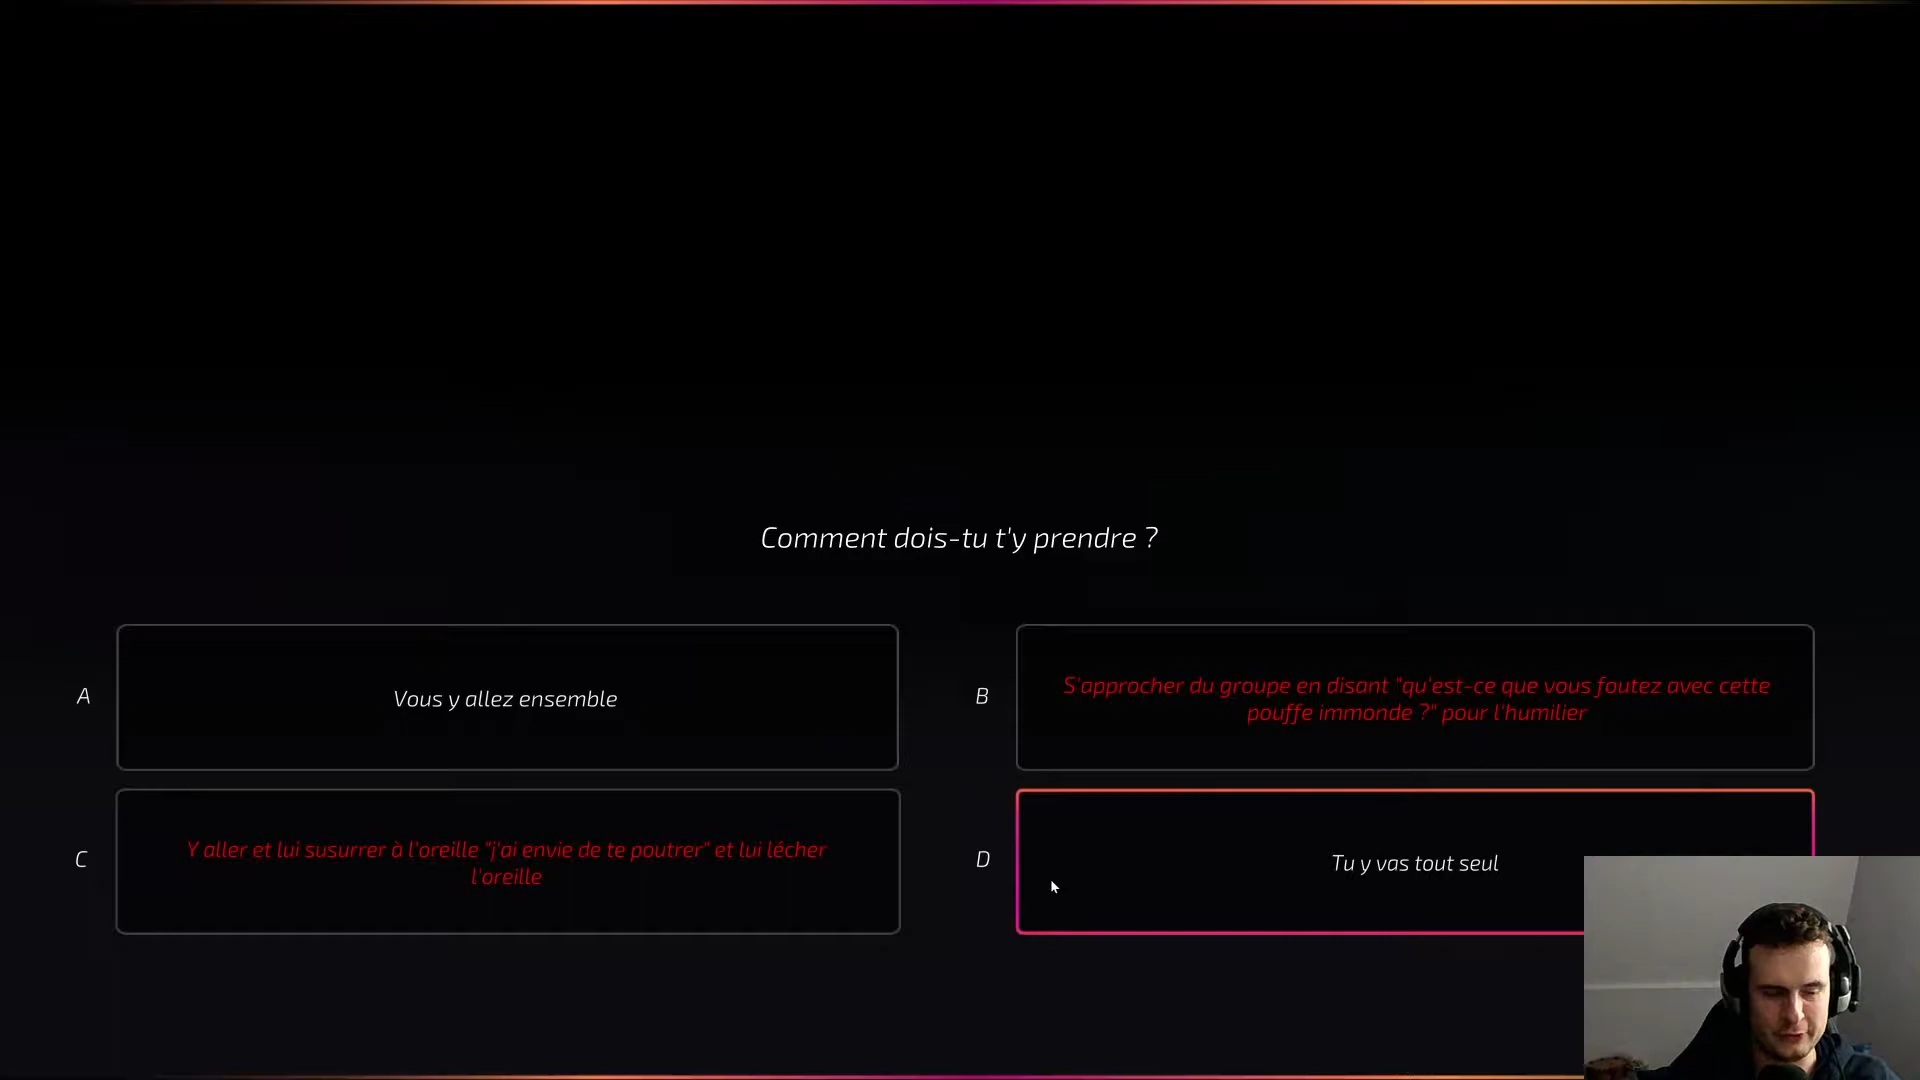 Comment dois-tu t'y prendre ?
A
Vous y allez ensemble
B
S'approcher du groupe en disant "qu'est-ce que vous foutez avec cette
pouffe immonde ?" pour l'humilier
C
Y aller et lui susurrer à l'oreille "j'ai envie de te poutrer" et lui lécher
l'oreille
D
Tu y vas tout seul